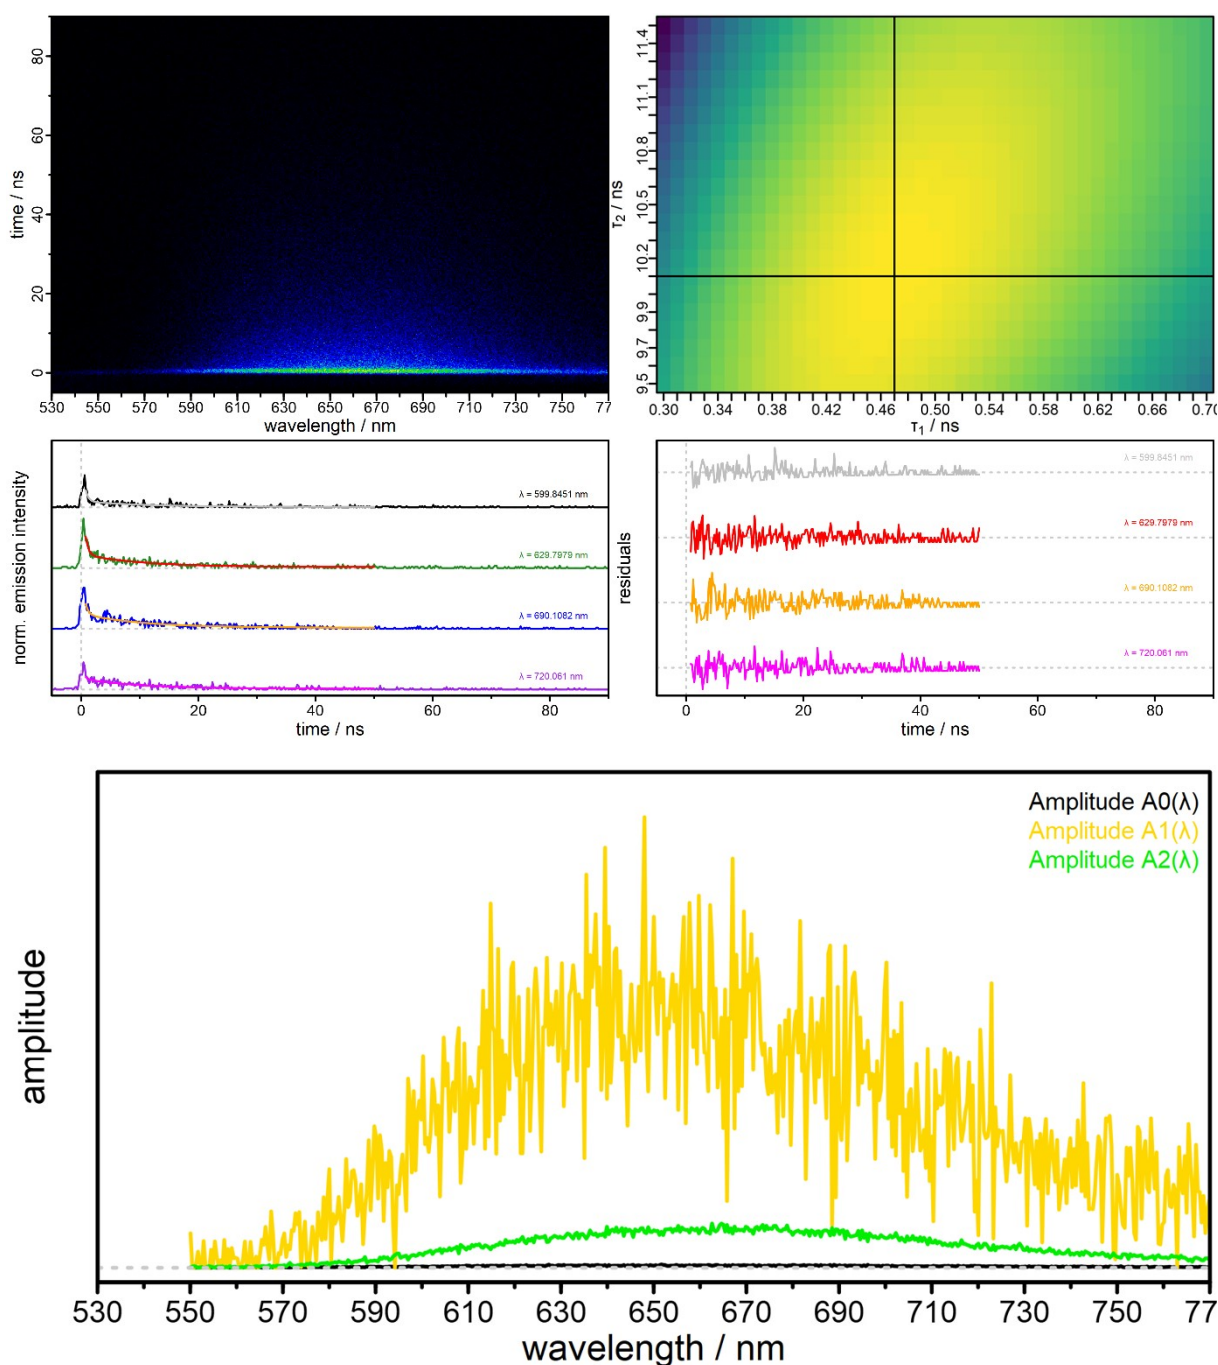 80
60
40
20
0
time / ns
530 550 570 590 610 630 650 670 690 710 730 750 77
wavelength / nm
11.4
11.1
10.8
10.5
10.2
9.9
9.7
9.5
τ2 / ns
0.30 0.34 0.38 0.42 0.46 0.50 0.54 0.58 0.62 0.66 0.70
τ1 / ns
norm. emission intensity
λ = 599.8451 nm
λ = 629.7979 nm
λ = 690.1082 nm
λ = 720.061 nm
0 20 40 60 80
time / ns
residuals
λ = 599.8451 nm
λ = 629.7979 nm
λ = 690.1082 nm
λ = 720.061 nm
0 20 40 60 80
time / ns
Amplitude A0(λ)
Amplitude A1(λ)
Amplitude A2(λ)
amplitude
530 550 570 590 610 630 650 670 690 710 730 750 77
wavelength / nm